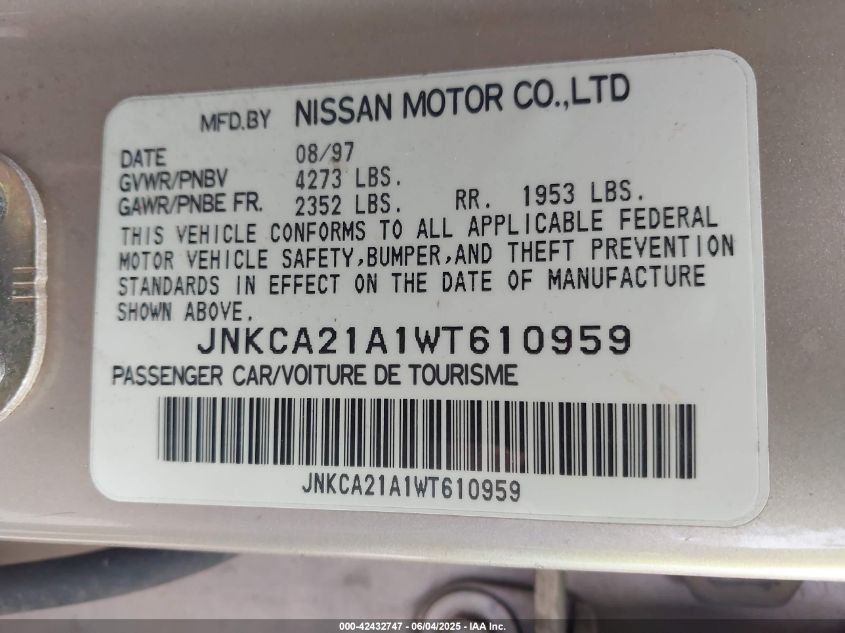 MFD.BY NISSAN MOTOR CO.,LTD
DATE 08/97
GVWR/PNBV 4273 LBS.
GAWR/PNBE FR. 2352 LBS. RR. 1953 LBS.
THIS VEHICLE CONFORMS TO ALL APPLICABLE FEDERAL
MOTOR VEHICLE SAFETY,BUMPER,AND THEFT PREVENTION
STANDARDS IN EFFECT ON THE DATE OF MANUFACTURE
SHOWN ABOVE.
JNKCA21A1WT610959
PASSENGER CAR/VOITURE DE TOURISME
JNKCA21A1WT610959
000-42432747 - 06/04/2025 - IAA Inc.